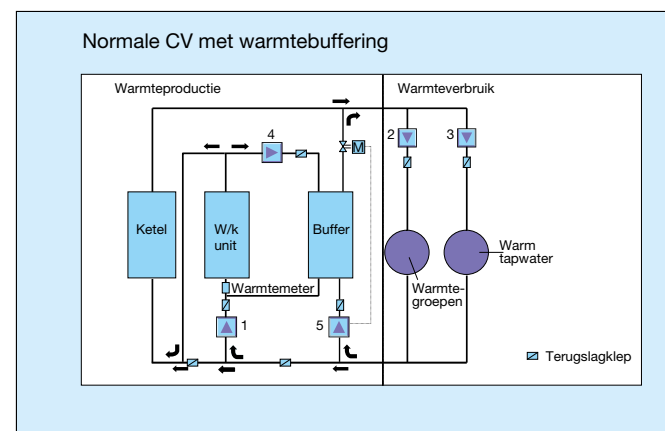 Normale CV met warmtebuffering
Warmteproductie
Warmteverbruik
4
2
3
M
Ketel
W/k
unit
Buffer
Warm
tapwater
Warmtemeter
Warmte-
groepen
1
5
Terugslagklep